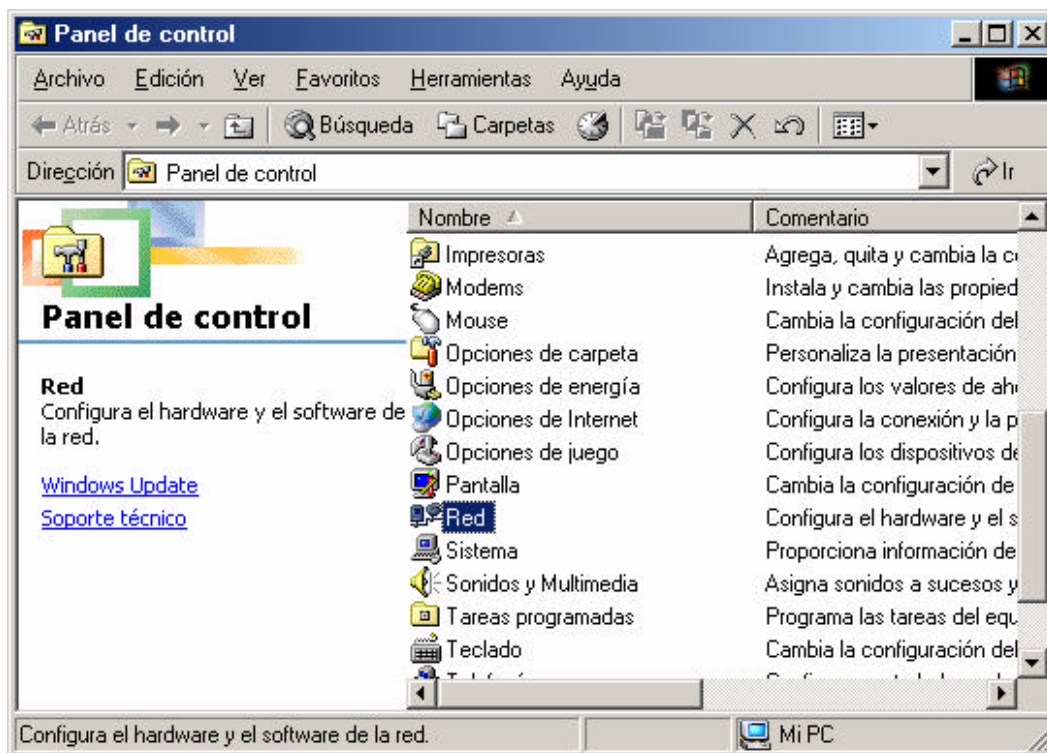 Panel de control
Archivo Edición Ver Favoritos Herramientas Ayuda
Atrás Búsqueda Carpetas
Dirección Panel de control Ir
Nombre Comentario
Panel de control
Red
Configura el hardware y el software de
la red.
Windows Update
Soporte técnico
Impresoras Agrega, quita y cambia la co
Modems Instala y cambia las propied
Mouse Cambia la configuración del
Opciones de carpeta Personaliza la presentación
Opciones de energía Configura los valores de aho
Opciones de Internet Configura la conexión y la p
Opciones de juego Configura los dispositivos de
Pantalla Cambia la configuración de
Red Configura el hardware y el s
Sistema Proporciona información de
Sonidos y Multimedia Asigna sonidos a sucesos y
Tareas programadas Programa las tareas del equ
Teclado Cambia la configuración del
Configura el hardware y el software de la red. Mi PC